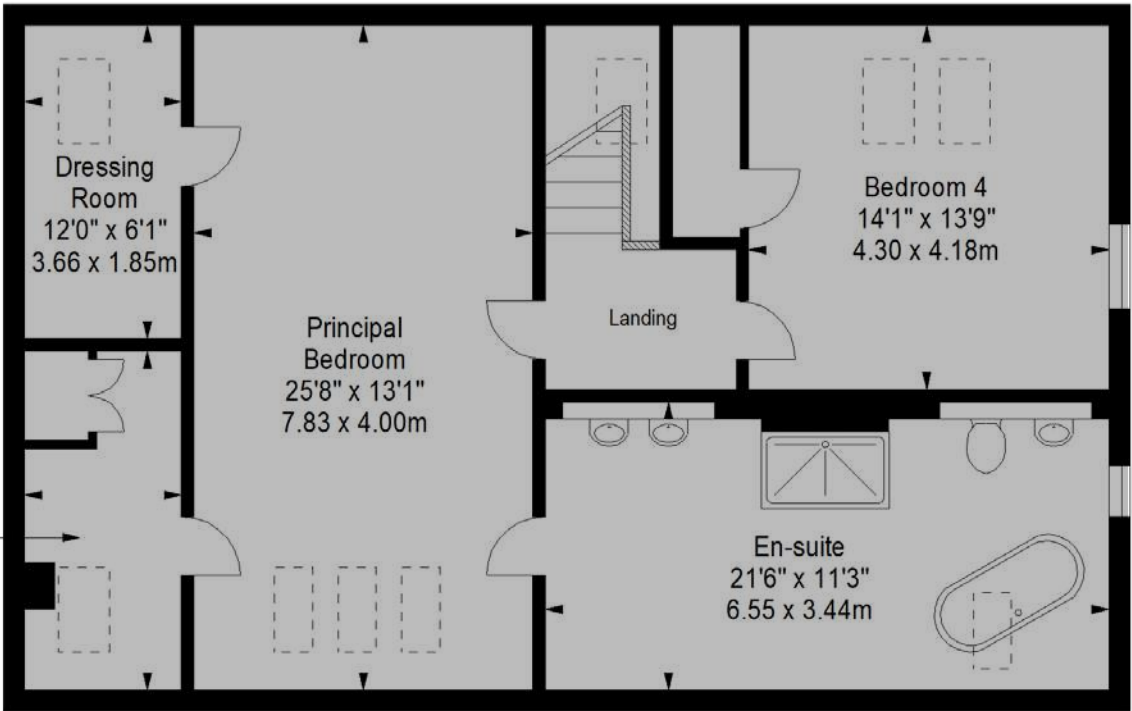 Dressing
Room
12'0" x 6'1"
3.66 x 1.85m
Principal
Bedroom
25'8" x 13'1"
7.83 x 4.00m
Landing
Bedroom 4
14'1" x 13'9"
4.30 x 4.18m
En-suite
21'6" x 11'3"
6.55 x 3.44m